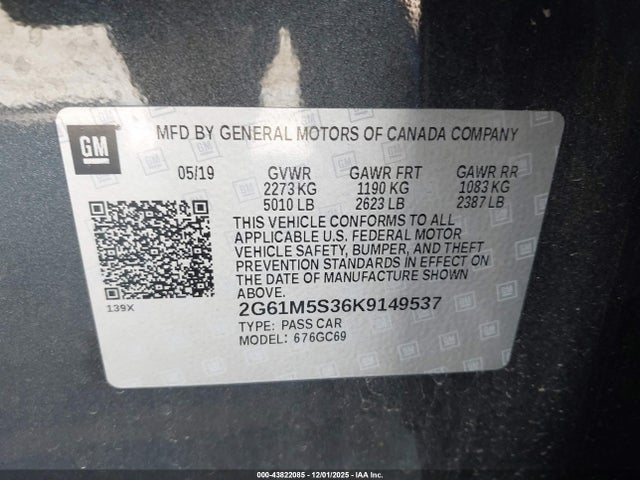 GM
MFD BY GENERAL MOTORS OF CANADA COMPANY
05/19 GVWR GAWR FRT GAWR RR
2273 KG 1190 KG 1083 KG
5010 LB 2623 LB 2387 LB
THIS VEHICLE CONFORMS TO ALL
APPLICABLE U.S. FEDERAL MOTOR
VEHICLE SAFETY, BUMPER, AND THEFT
PREVENTION STANDARDS IN EFFECT ON
THE DATE OF MANUFACTURE SHOWN
ABOVE.
139X
2G61M5S36K9149537
TYPE: PASS CAR
MODEL: 676GC69
000-43822085 - 12/01/2025 - IAA Inc.